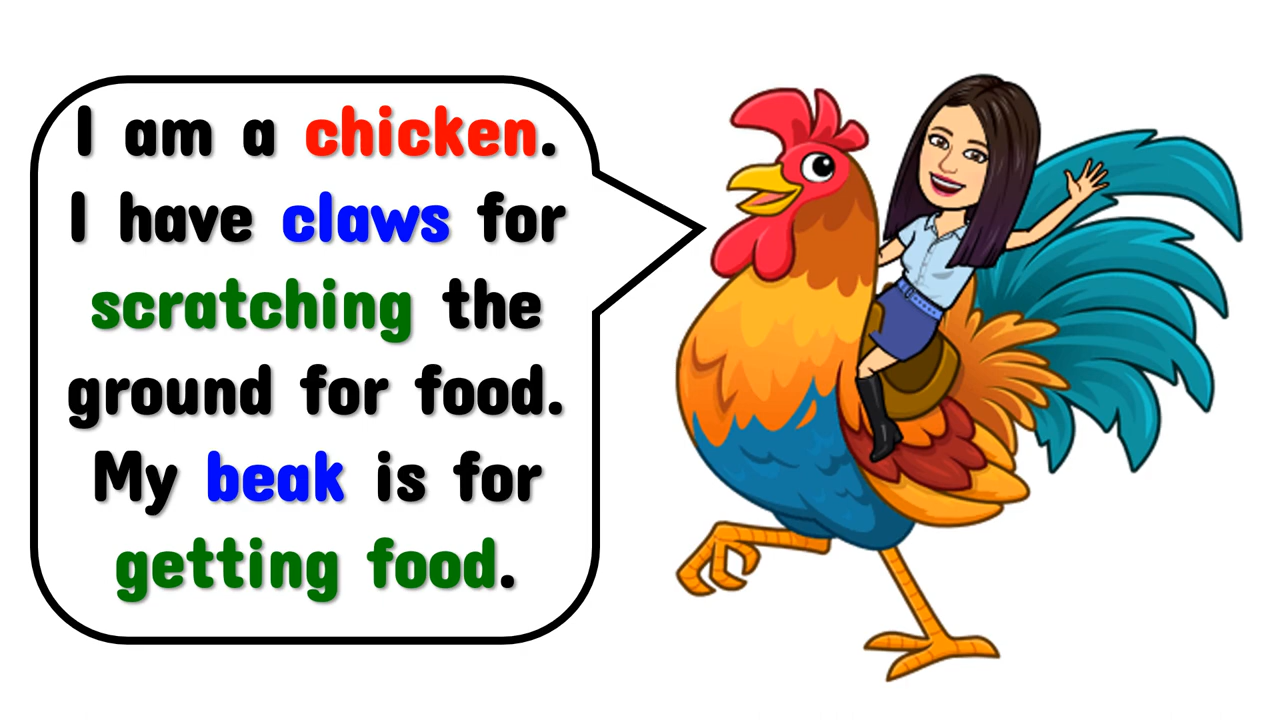 I am a chicken.
I have claws for
scratching the
ground for food.
My beak is for
getting food.